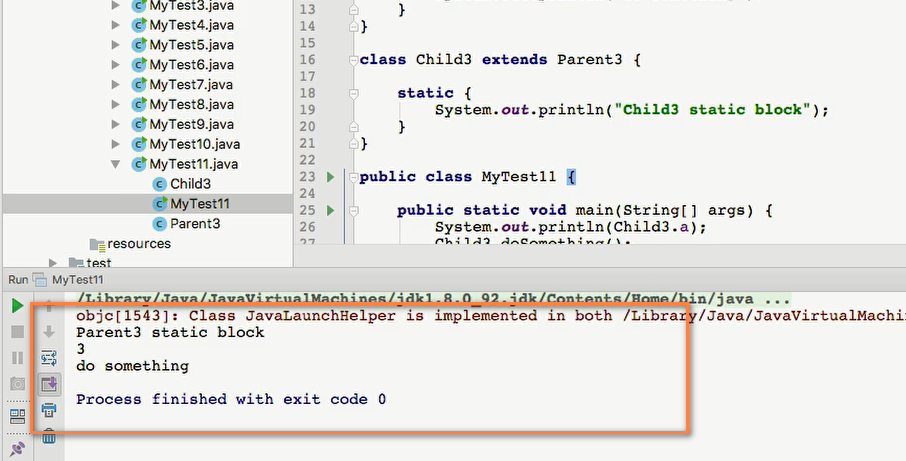 MyTest3.java
MyTest4.java
MyTest5.java
MyTest6.java
MyTest7.java
MyTest8.java
MyTest9.java
MyTest10.java
MyTest11.java
Child3
MyTest11
Parent3
resources
test
13 }
14 }
15
16 class Child3 extends Parent3 {
17
18 static {
19 System.out.println("Child3 static block");
20 }
21 }
22
23 public class MyTest11 {
24
25 public static void main(String[] args) {
26 System.out.println(Child3.a);
27 Child3.doSomething();
Run MyTest11
/Library/Java/JavaVirtualMachines/jdk1.8.0_92.jdk/Contents/Home/bin/java ...
objc[1543]: Class JavaLaunchHelper is implemented in both /Library/Java/JavaVirtualMachin
Parent3 static block
3
do something
Process finished with exit code 0